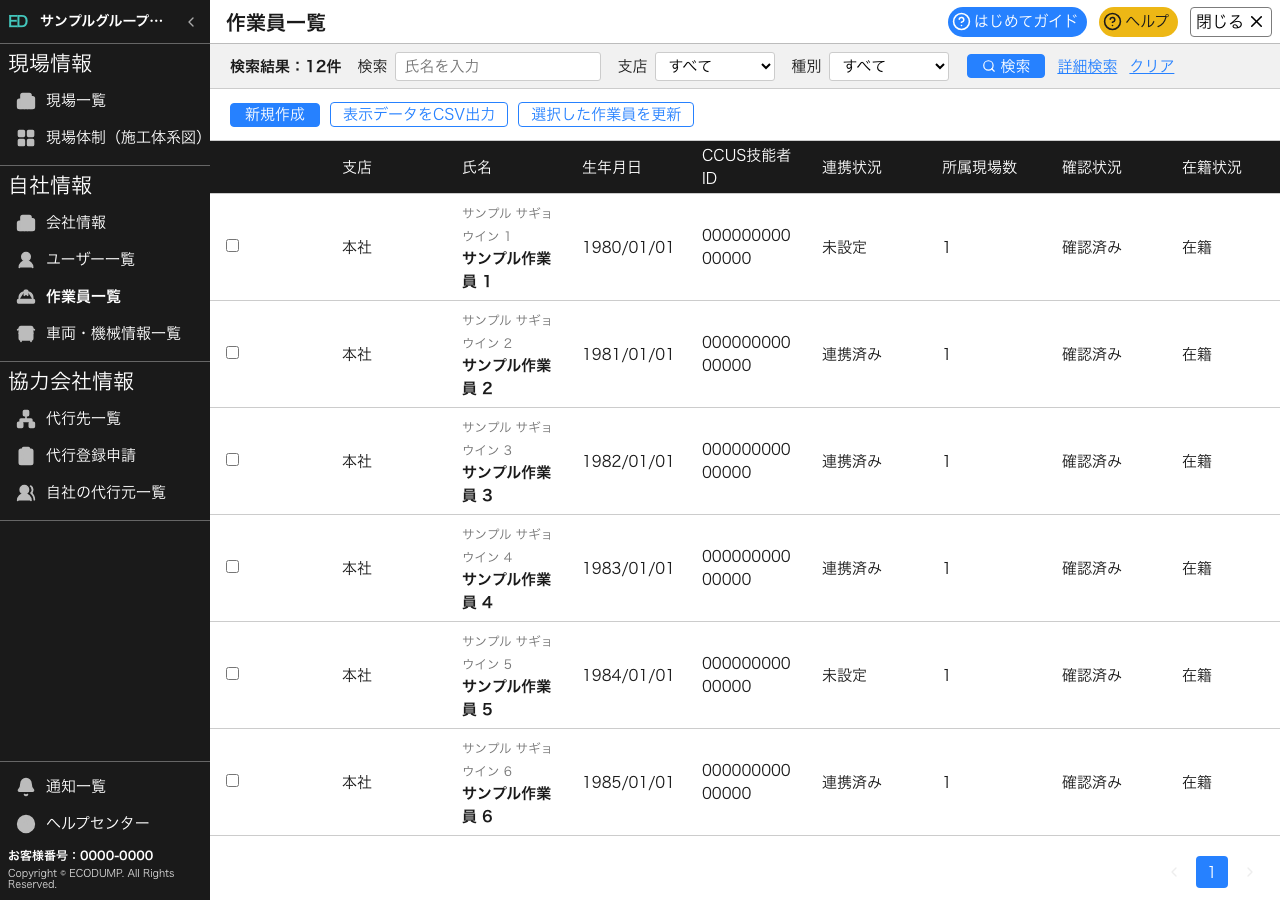 サンプルグループ…
現場情報
現場一覧
現場体制（施工体系図）
自社情報
会社情報
ユーザー一覧
作業員一覧
車両・機械情報一覧
協力会社情報
代行先一覧
代行登録申請
自社の代行元一覧
通知一覧
ヘルプセンター
お客様番号：0000-0000
Copyright © ECODUMP. All Rights
Reserved.
作業員一覧
はじめてガイド ヘルプ 閉じる
検索結果：12件 検索 氏名を入力 支店 すべて 種別 すべて 検索 詳細検索 クリア
新規作成 表示データをCSV出力 選択した作業員を更新
支店 氏名 生年月日 CCUS技能者
ID 連携状況 所属現場数 確認状況 在籍状況
サンプル サギョ
ウイン 1
サンプル作業
員 1
本社 1980/01/01 000000000
00000 未設定 1 確認済み 在籍
サンプル サギョ
ウイン 2
サンプル作業
員 2
本社 1981/01/01 000000000
00000 連携済み 1 確認済み 在籍
サンプル サギョ
ウイン 3
サンプル作業
員 3
本社 1982/01/01 000000000
00000 連携済み 1 確認済み 在籍
サンプル サギョ
ウイン 4
サンプル作業
員 4
本社 1983/01/01 000000000
00000 連携済み 1 確認済み 在籍
サンプル サギョ
ウイン 5
サンプル作業
員 5
本社 1984/01/01 000000000
00000 未設定 1 確認済み 在籍
サンプル サギョ
ウイン 6
サンプル作業
員 6
本社 1985/01/01 000000000
00000 連携済み 1 確認済み 在籍
1